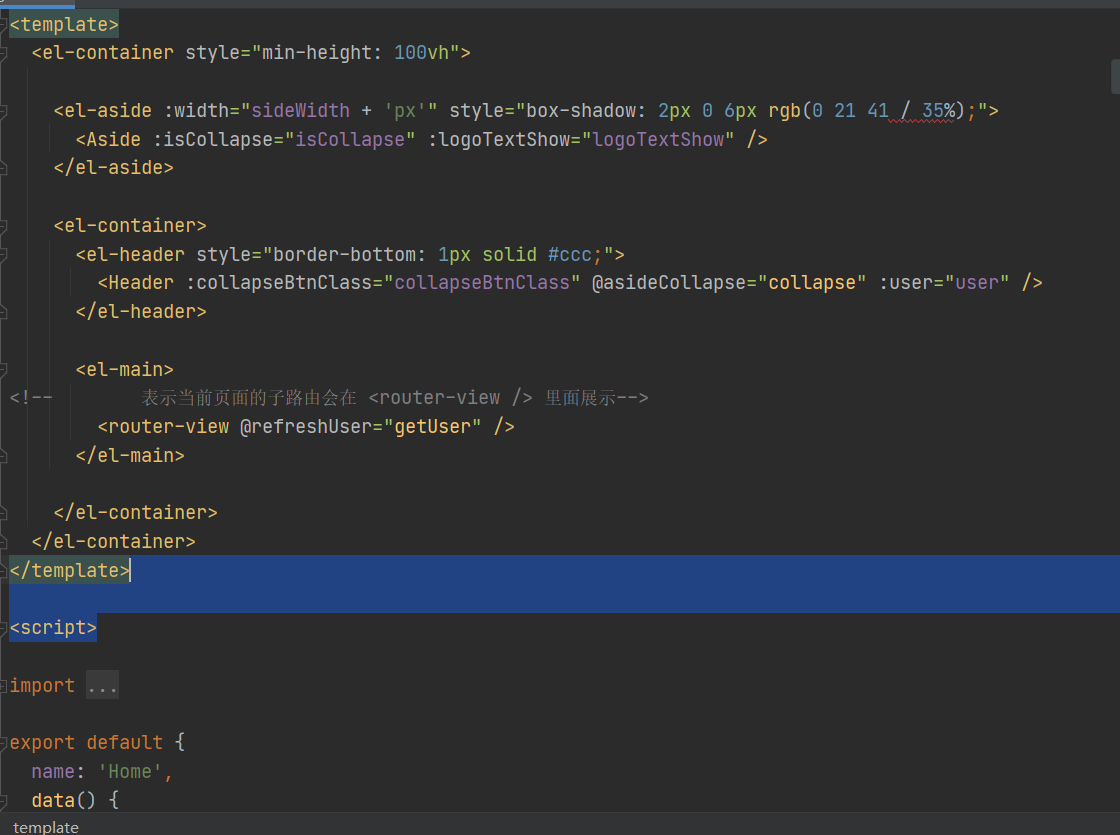 <template>
<el-container style="min-height: 100vh">
<el-aside :width="sideWidth + 'px'" style="box-shadow: 2px 0 6px rgb(0 21 41 / 35%);">
<Aside :isCollapse="isCollapse" :logoTextShow="logoTextShow" />
</el-aside>
<el-container>
<el-header style="border-bottom: 1px solid #ccc;">
<Header :collapseBtnClass="collapseBtnClass" @asideCollapse="collapse" :user="user" />
</el-header>
<el-main>
<!-- 表示当前页面的子路由会在 <router-view /> 里面展示-->
<router-view @refreshUser="getUser" />
</el-main>
</el-container>
</el-container>
</template>
<script>
import ...
export default {
name: 'Home',
data() {
template